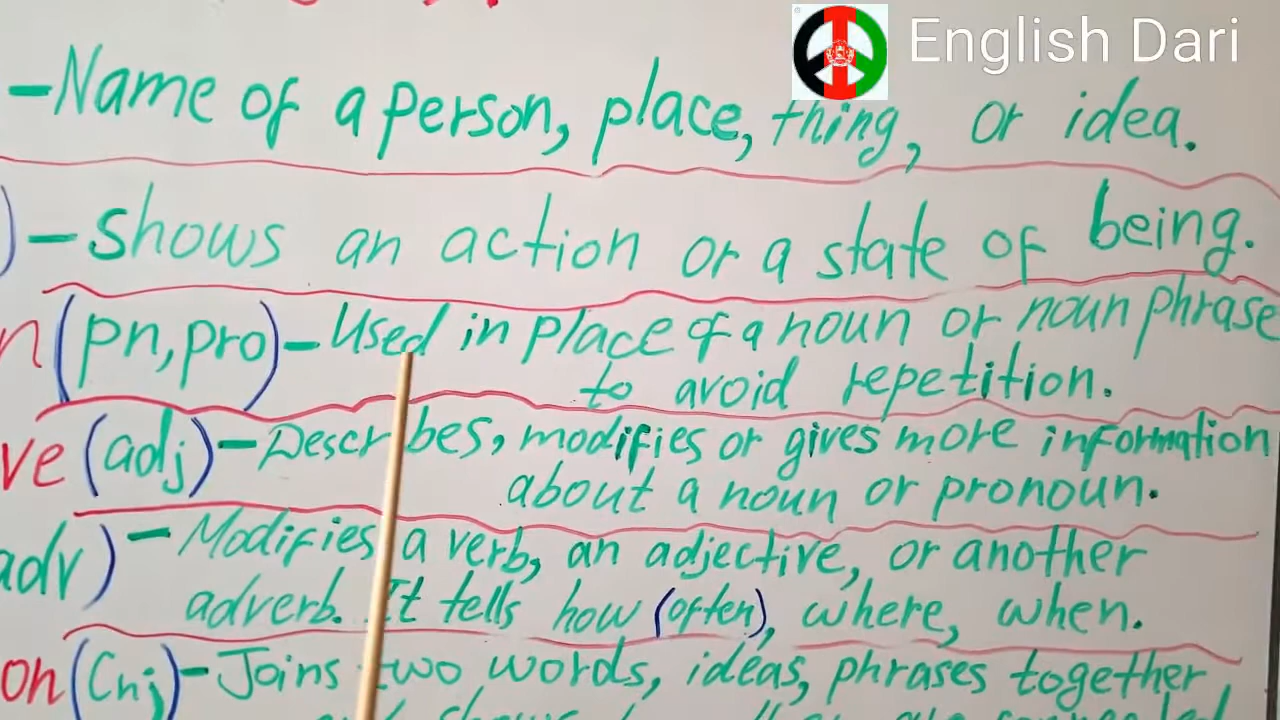 English Dari
-Name of a person, place, thing, or idea.
) -shows an action or a state of being.
n (pn, pro) - Used in place of a noun or noun phrase
to avoid repetition.
ve (adj) - Describes, modifies or gives more information
about a noun or pronoun.
adv) - Modifies a verb, an adjective, or another
adverb. It tells how (often), where, when.
on (Cnj) - Joins two words, ideas, phrases together